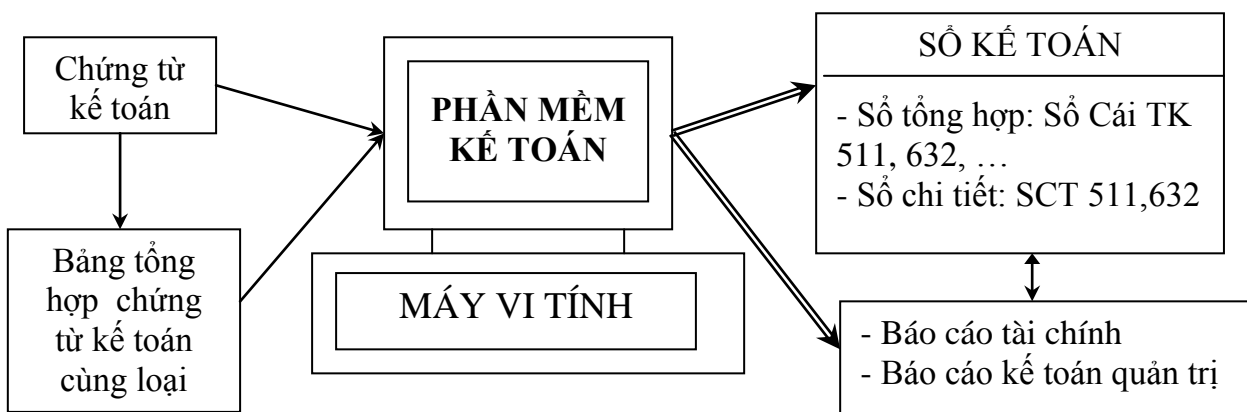 Chứng từ
kế toán
Bảng tổng
hợp chứng
từ kế toán
cùng loại
PHẦN MỀM
KẾ TOÁN
MÁY VI TÍNH
SỔ KẾ TOÁN
- Sổ tổng hợp: Sổ Cái TK
511, 632, …
- Sổ chi tiết: SCT 511,632
- Báo cáo tài chính
- Báo cáo kế toán quản trị